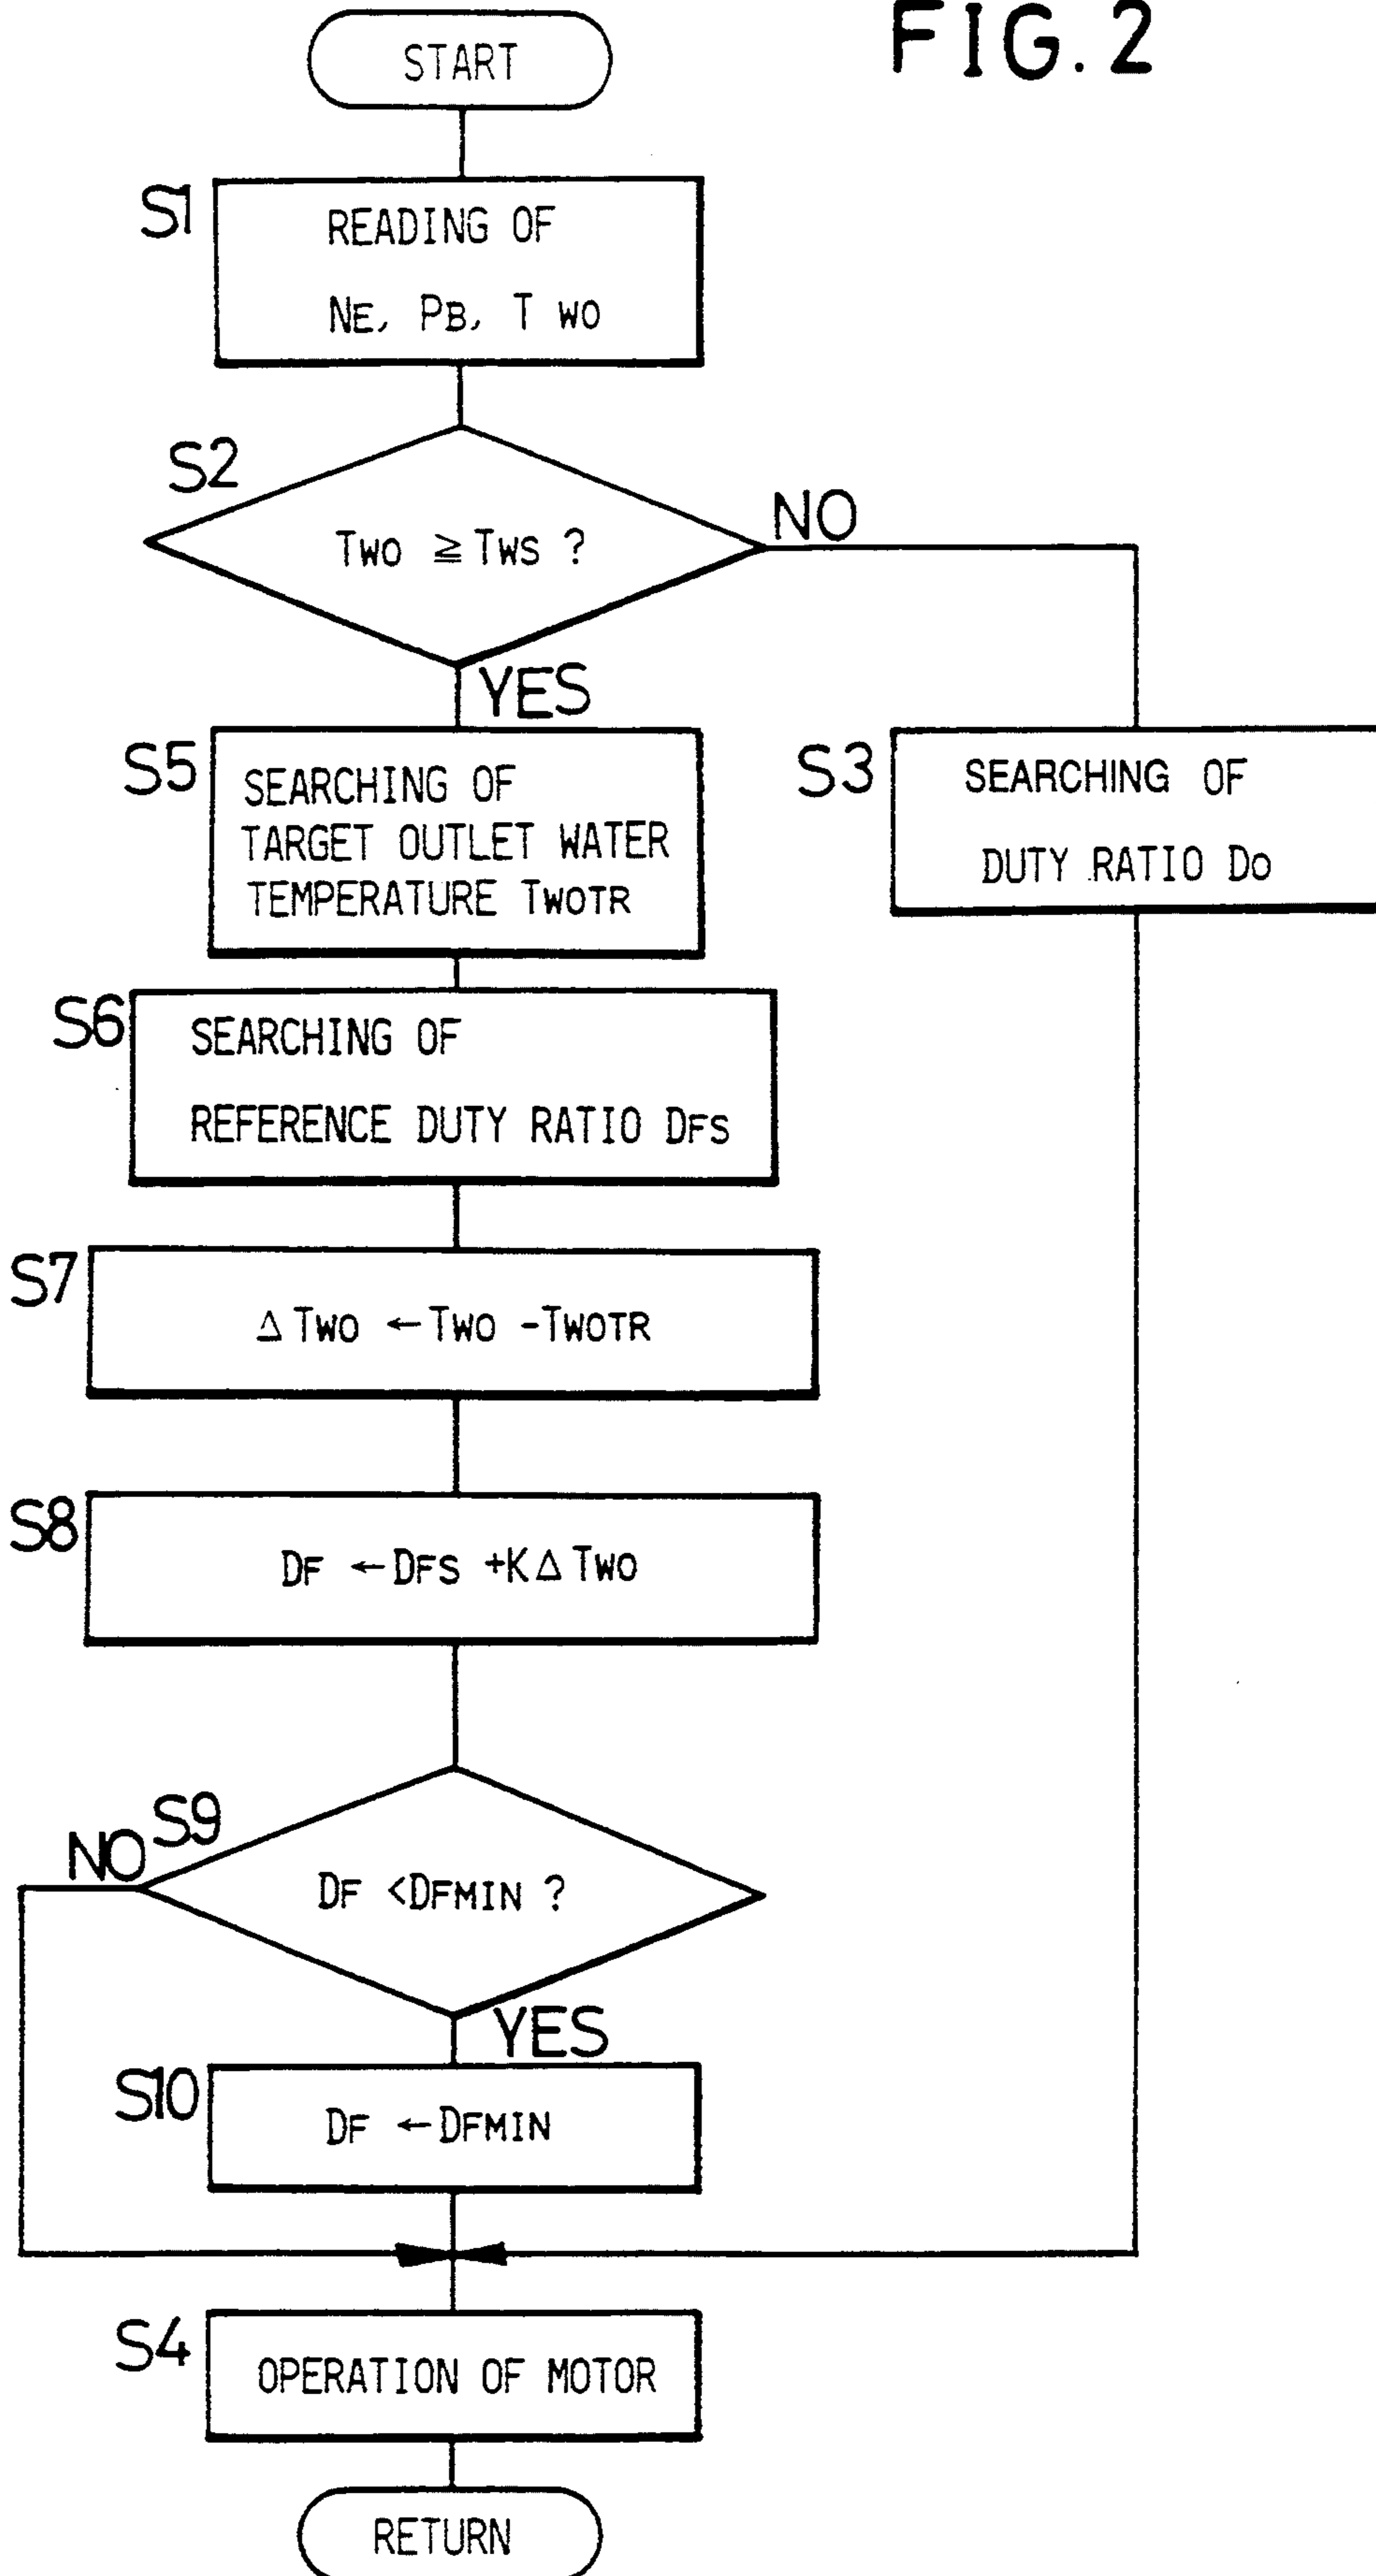 FIG. 2
START
S1
READING OF
NE, PB, T WO
S2
TWO ≧ TWS ?
NO
YES
S5
SEARCHING OF
TARGET OUTLET WATER
TEMPERATURE TWOTR
S3
SEARCHING OF
DUTY RATIO DO
S6
SEARCHING OF
REFERENCE DUTY RATIO DFS
S7
Δ TWO ← TWO -TWOTR
S8
DF ← DFS +K Δ TWO
S9
NO
DF <DFMIN ?
YES
S10
DF ← DFMIN
S4
OPERATION OF MOTOR
RETURN